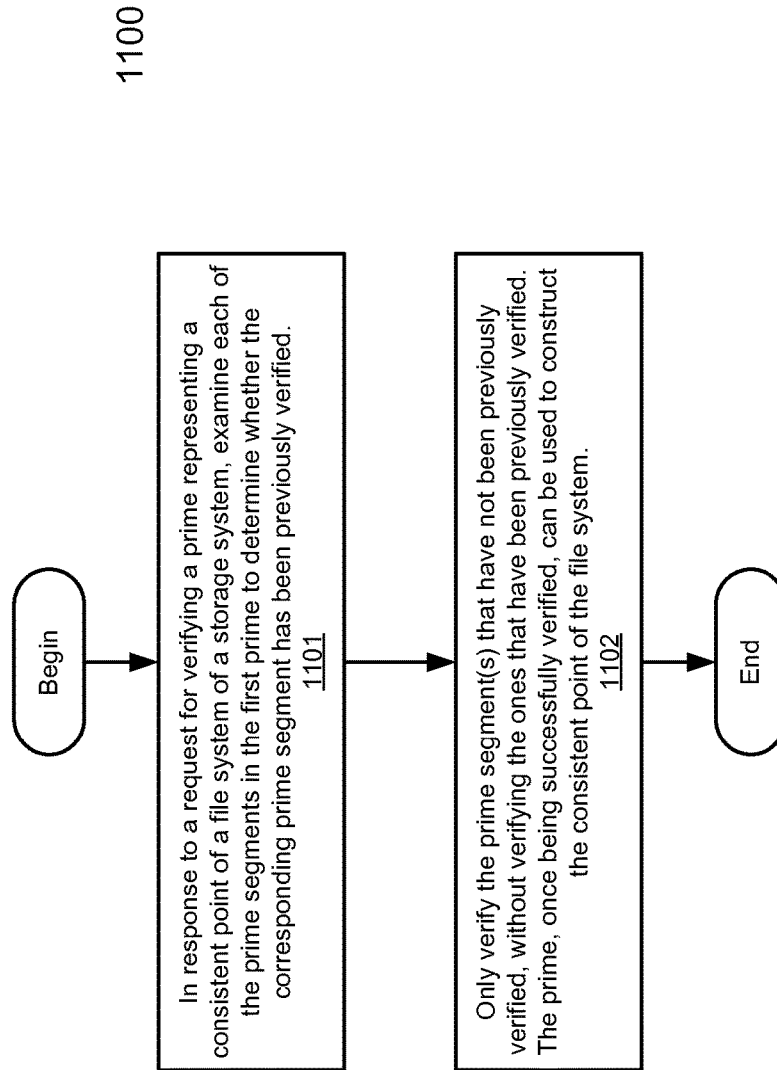 1100
Begin
In response to a request for verifying a prime representing a
consistent point of a file system of a storage system, examine each of
the prime segments in the first prime to determine whether the
corresponding prime segment has been previously verified.
1101
Only verify the prime segment(s) that have not been previously
verified, without verifying the ones that have been previously verified.
The prime, once being successfully verified, can be used to construct
the consistent point of the file system.
1102
End